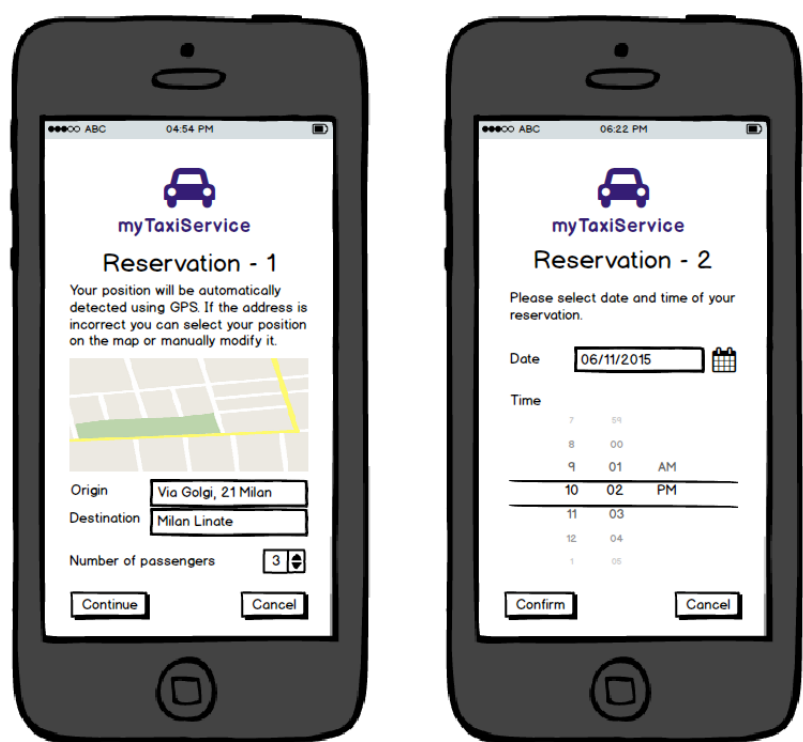 ABC 04:54 PM
myTaxiService
Reservation - 1
Your position will be automatically
detected using GPS. If the address is
incorrect you can select your position
on the map or manually modify it.
Origin Via Golgi, 21 Milan
Destination Milan Linate
Number of passengers 3
Continue Cancel
ABC 06:22 PM
myTaxiService
Reservation - 2
Please select date and time of your
reservation.
Date 06/11/2015
Time
7 59
8 00
9 01 AM
10 02 PM
11 03
12 04
1 05
Confirm Cancel